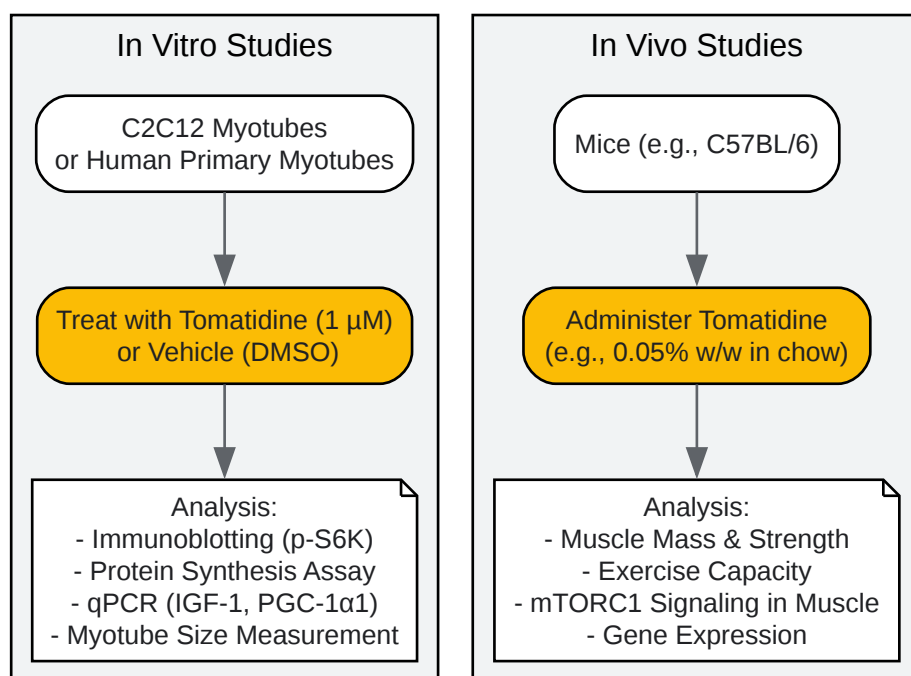 In Vitro Studies
C2C12 Myotubes
or Human Primary Myotubes
Treat with Tomatidine (1 µM)
or Vehicle (DMSO)
Analysis:
- Immunoblotting (p-S6K)
- Protein Synthesis Assay
- qPCR (IGF-1, PGC-1α1)
- Myotube Size Measurement
In Vivo Studies
Mice (e.g., C57BL/6)
Administer Tomatidine
(e.g., 0.05% w/w in chow)
Analysis:
- Muscle Mass & Strength
- Exercise Capacity
- mTORC1 Signaling in Muscle
- Gene Expression